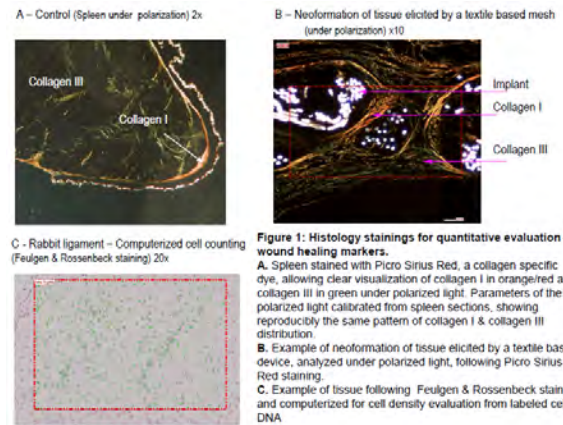 A – Control (Spleen under polarization) 2x
Collagen III
Collagen I
B – Neoformation of tissue elicited by a textile based mesh
(under polarization) x10
Implant
Collagen I
Collagen III
C - Rabbit ligament – Computerized cell counting
(Feulgen & Rossenbeck staining) 20x
Figure 1: Histology stainings for quantitative evaluation
wound healing markers.
A. Spleen stained with Picro Sirius Red, a collagen specific
dye, allowing clear visualization of collagen I in orange/red a
collagen III in green under polarized light. Parameters of the
polarized light calibrated from spleen sections, showing
reproducibly the same pattern of collagen I & collagen III
distribution.
B. Example of neoformation of tissue elicited by a textile bas
device, analyzed under polarized light, following Picro Sirius
Red staining.
C. Example of tissue following Feulgen & Rossenbeck stain
and computerized for cell density evaluation from labeled ce
DNA